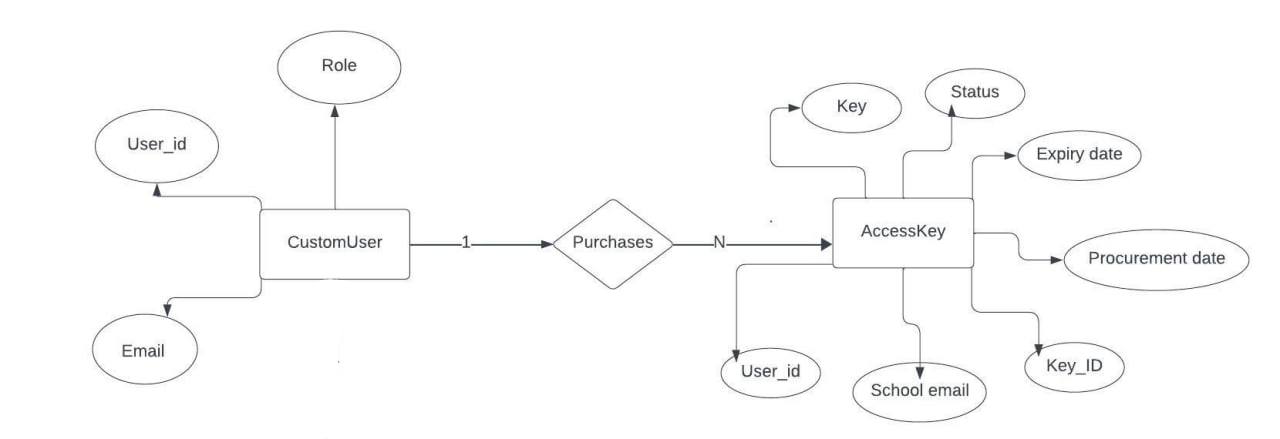 Role
User_id
CustomUser
Email
1
Purchases
N
Key
Status
Expiry date
AccessKey
Procurement date
User_id
School email
Key_ID